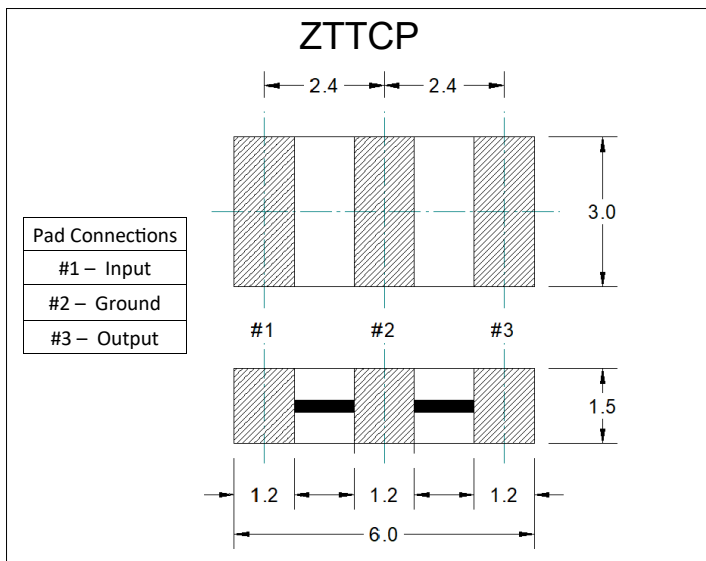 ZTTCP
2.4 2.4
3.0
Pad Connections
#1 – Input
#2 – Ground
#3 – Output
#1 #2 #3
1.5
1.2 1.2 1.2
6.0